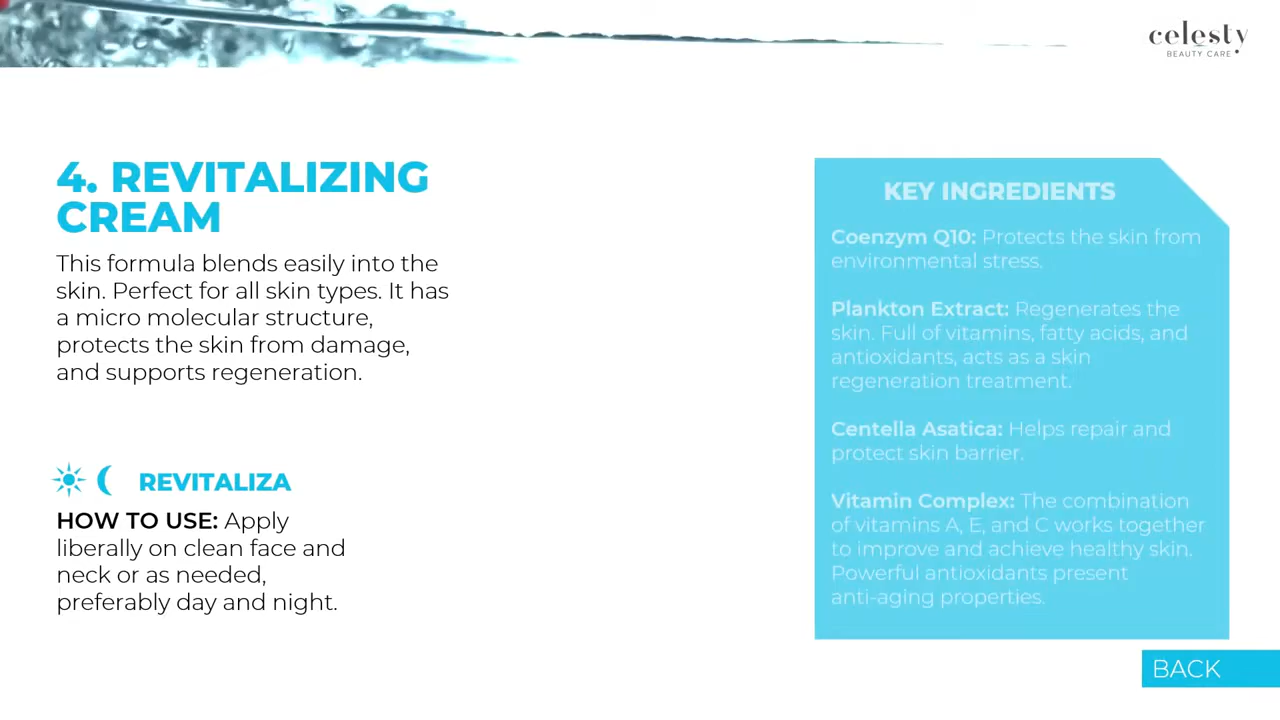 celesty
BEAUTY CARE
4. REVITALIZING
CREAM
This formula blends easily into the
skin. Perfect for all skin types. It has
a micro molecular structure,
protects the skin from damage,
and supports regeneration.
REVITALIZA
HOW TO USE: Apply
liberally on clean face and
neck or as needed,
preferably day and night.
KEY INGREDIENTS
Coenzym Q10: Protects the skin from
environmental stress.
Plankton Extract: Regenerates the
skin. Full of vitamins, fatty acids, and
antioxidants, acts as a skin
regeneration treatment.
Centella Asatica: Helps repair and
protect skin barrier.
Vitamin Complex: The combination
of vitamins A, E, and C works together
to improve and achieve healthy skin.
Powerful antioxidants present
anti-aging properties.
BACK